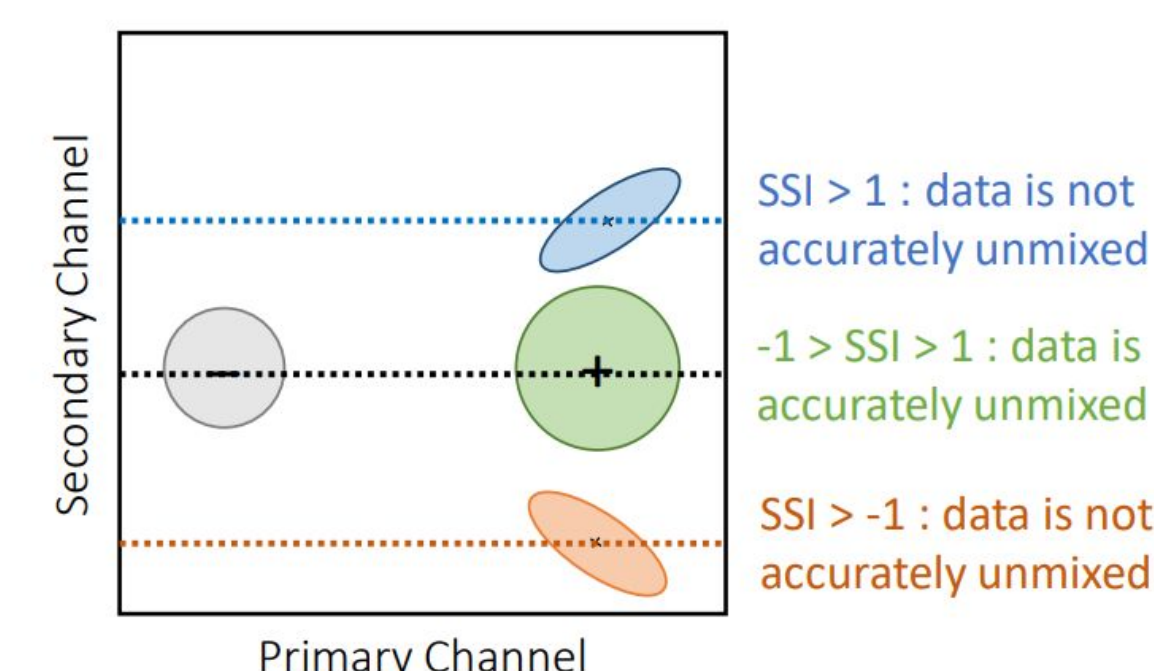 Secondary Channel
SSI > 1 : data is not
accurately unmixed
-1 > SSI > 1 : data is
accurately unmixed
SSI > -1 : data is not
accurately unmixed
Primary Channel